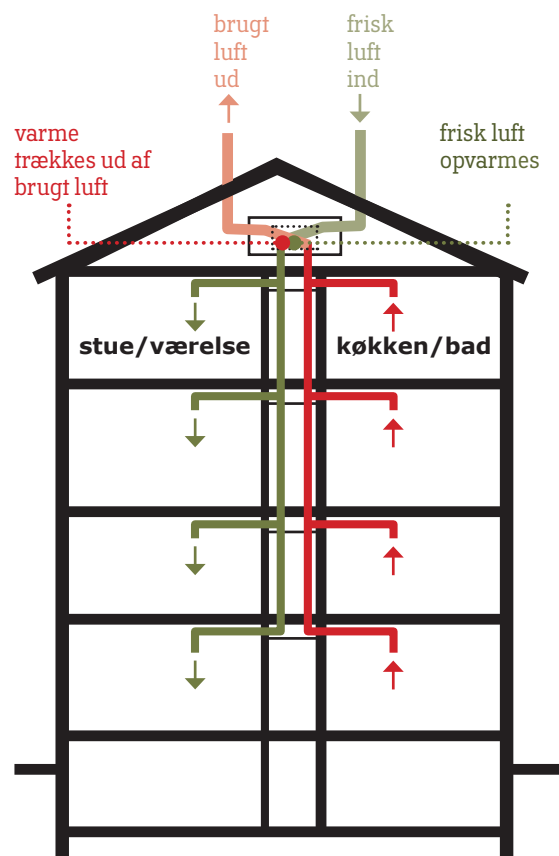 brugt
luft
ud
frisk
luft
ind
varme
trækkes ud af
brugt luft
frisk luft
opvarmes
stue/værelse
køkken/bad